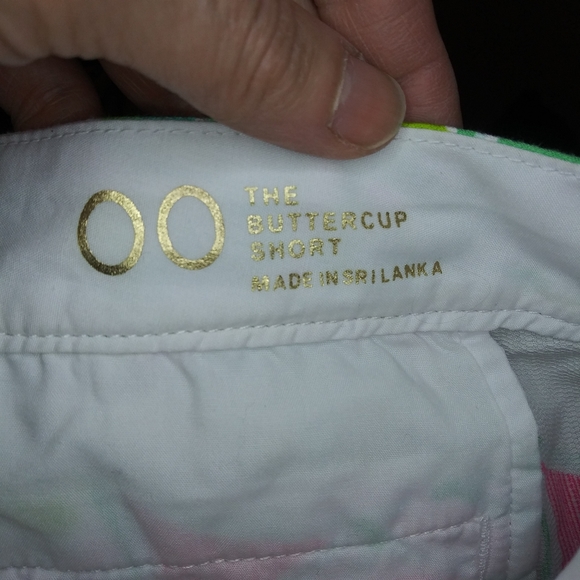 00
THE
BUTTERCUP
SHORT
MADE IN SRI LANKA